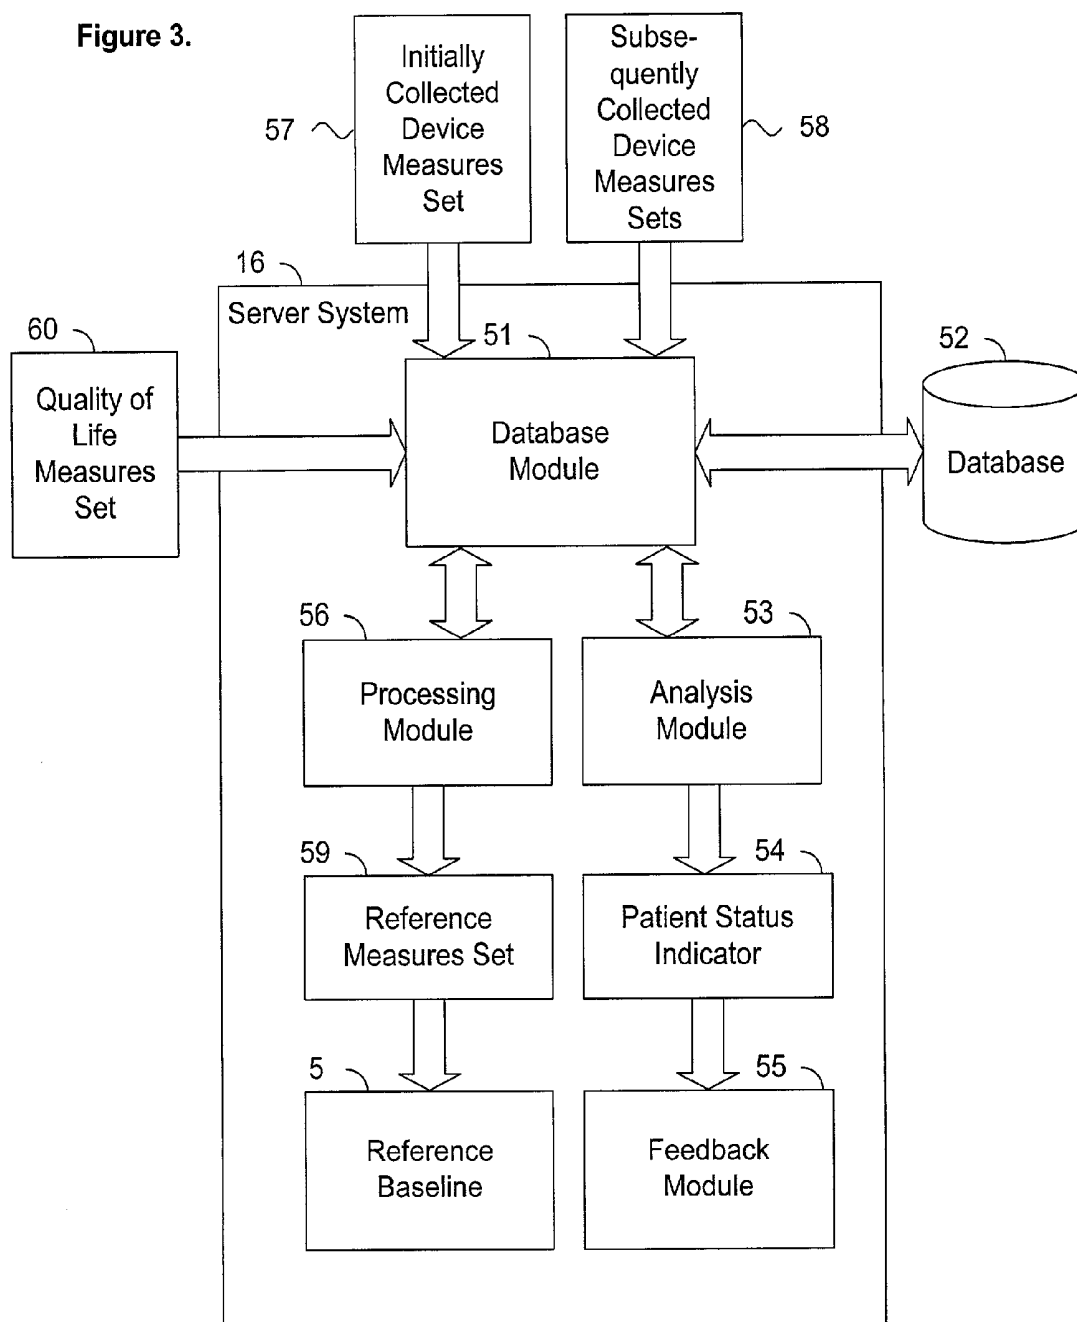 Figure 3.
Initially
Collected
Device
Measures
Set
57
Subse-
quently
Collected
Device
Measures
Sets
58
16
Server System
60
Quality of
Life
Measures
Set
51
Database
Module
52
Database
56
Processing
Module
53
Analysis
Module
59
Reference
Measures Set
54
Patient Status
Indicator
5
Reference
Baseline
55
Feedback
Module